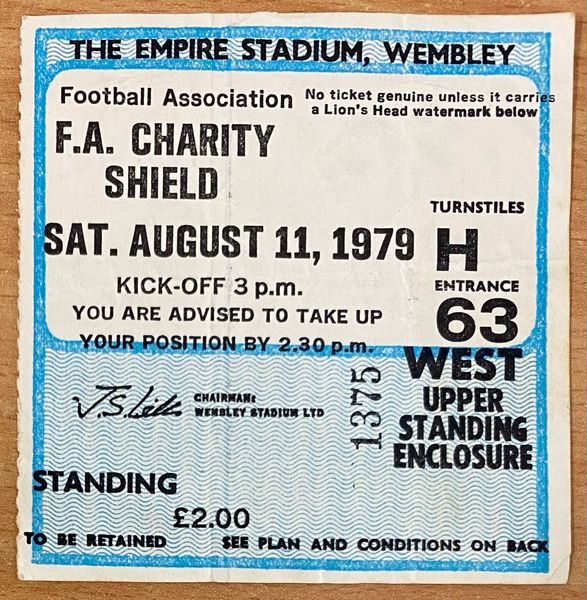 THE EMPIRE STADIUM, WEMBLEY
Football Association
No ticket genuine unless it carries
a Lion's Head watermark below
F.A. CHARITY
SHIELD
SAT. AUGUST 11, 1979
KICK-OFF 3 p.m.
YOU ARE ADVISED TO TAKE UP
YOUR POSITION BY 2.30 p.m.
TURNSTILES
H
ENTRANCE
63
WEST
UPPER
STANDING
ENCLOSURE
CHAIRMAN:
WEMBLEY STADIUM LTD
1375
STANDING
£2.00
TO BE RETAINED
SEE PLAN AND CONDITIONS ON BACK